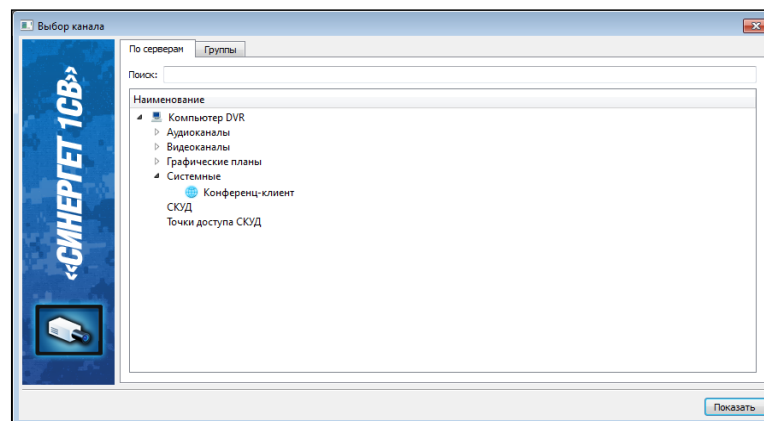 Выбор канала
По серверам Группы
Поиск:
Наименование
Компьютер DVR
Аудиоканалы
Видеоканалы
Графические планы
Системные
Конференц-клиент
СКУД
Точки доступа СКУД
«СИНЕРГЕТ 1СВ»
Показать